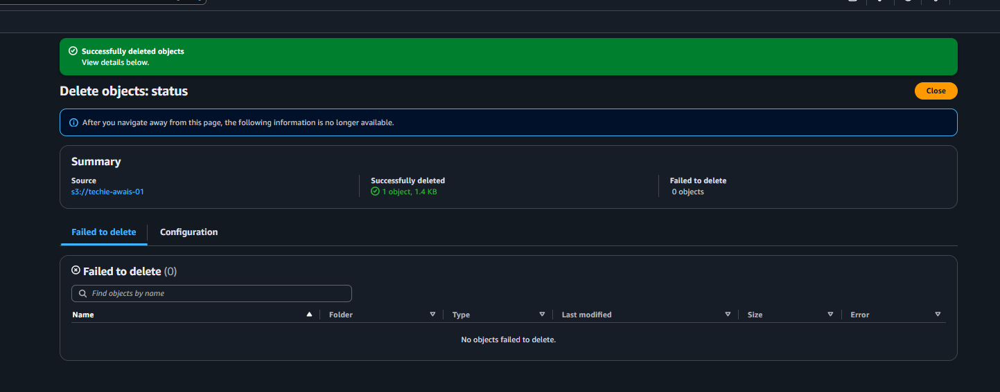 Successfully deleted objects
View details below.
Delete objects: status
Close
After you navigate away from this page, the following information is no longer available.
Summary
Source
s3://techie-awais-01
Successfully deleted
1 object, 1.4 KB
Failed to delete
0 objects
Failed to delete
Configuration
Failed to delete (0)
Find objects by name
Name
Folder
Type
Last modified
Size
Error
No objects failed to delete.